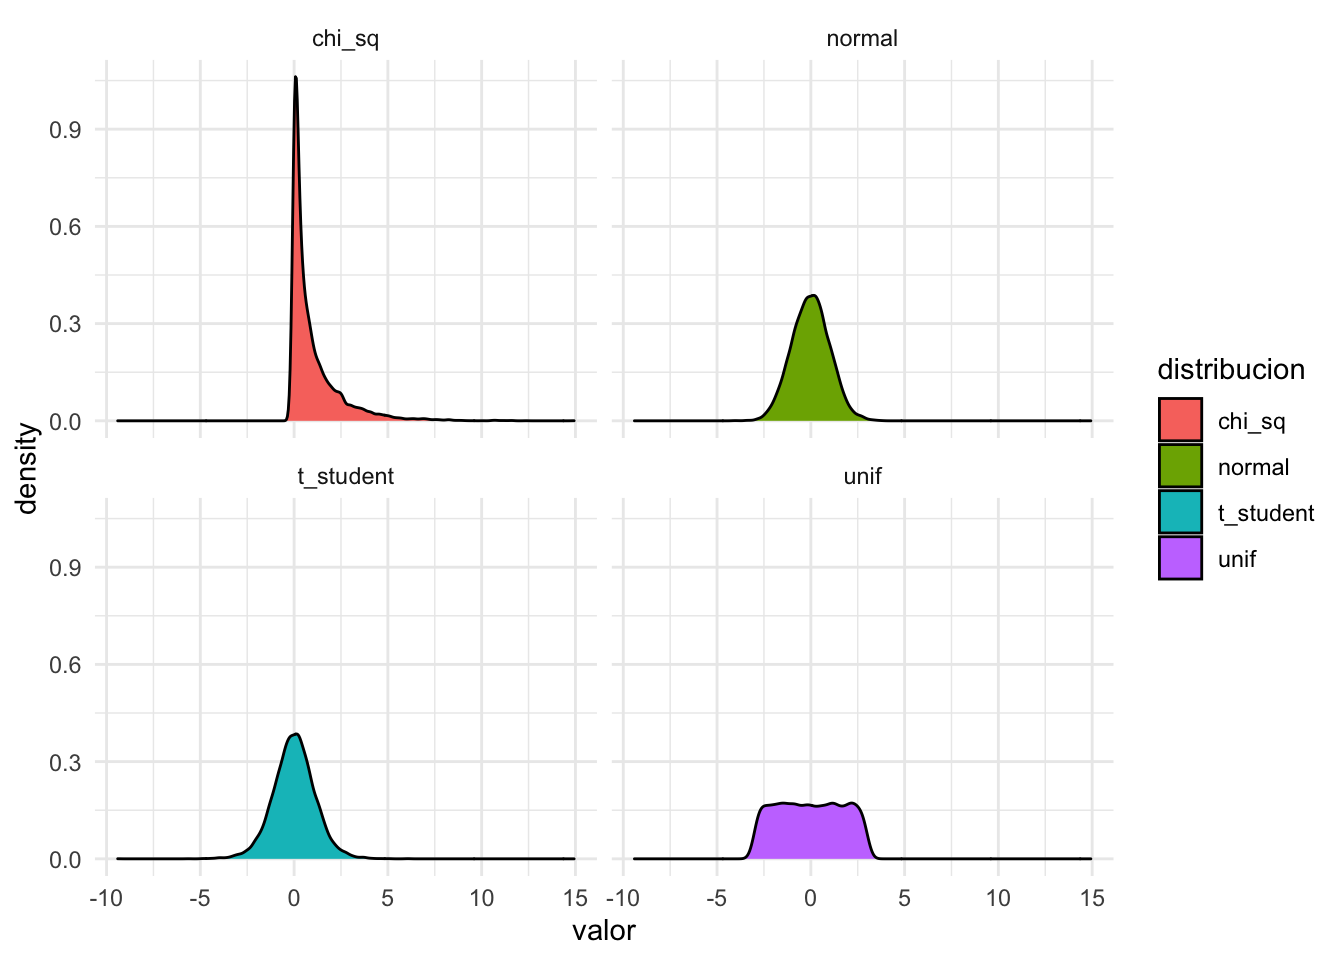 chi_sq
normal
0.9
0.6
0.3
0.0
t_student
unif
0.9
0.6
0.3
0.0
-10 -5 0 5 10 15
-10 -5 0 5 10 15
valor
density
distribucion
chi_sq
normal
t_student
unif